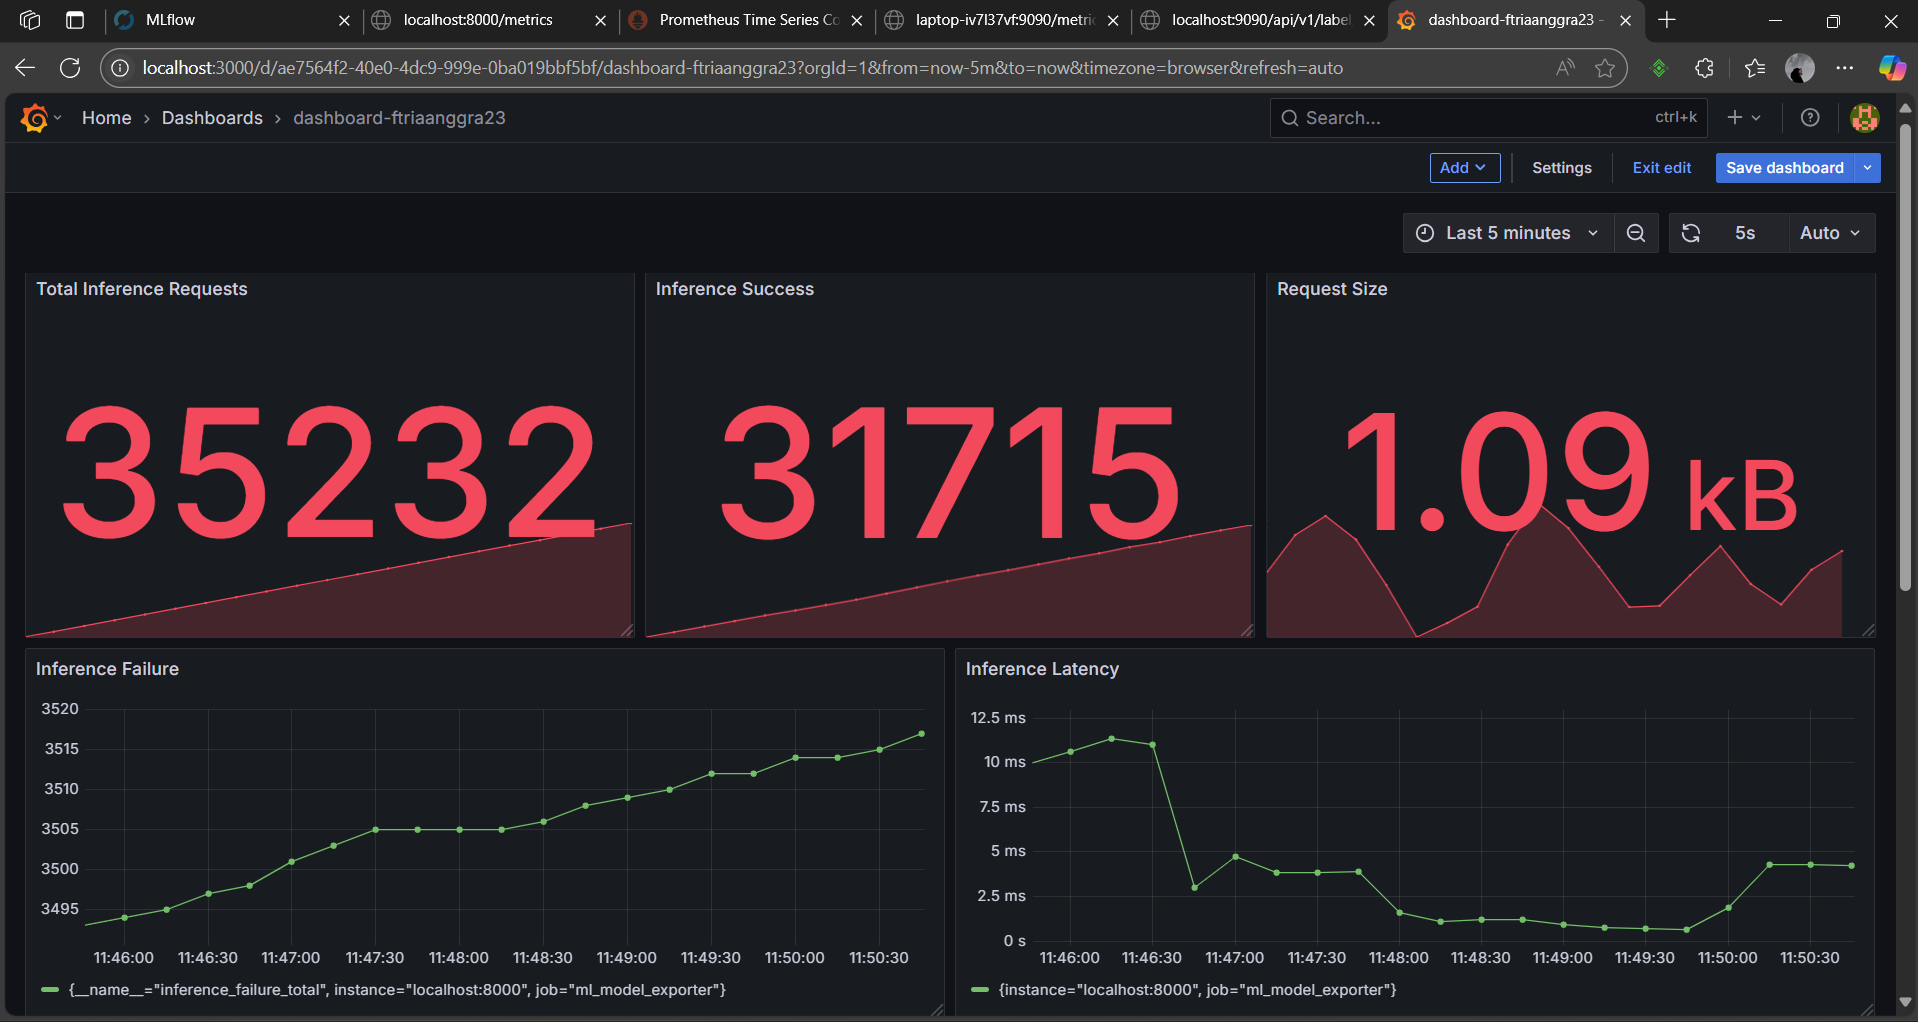 MLflow
localhost:8000/metrics
Prometheus Time Series Co
laptop-iv7l37vf:9090/metric
localhost:9090/api/v1/label
dashboard-ftriaanggra23 -
localhost:3000/d/ae7564f2-40e0-4dc9-999e-0ba019bbf5bf/dashboard-ftriaanggra23?orgId=1&from=now-5m&to=now&timezone=browser&refresh=auto
Home › Dashboards › dashboard-ftriaanggra23
Search... ctrl+k
Add Settings Exit edit Save dashboard
Last 5 minutes 5s Auto
Total Inference Requests
35232
Inference Success
31715
Request Size
1.09 kB
Inference Failure
3520
3515
3510
3505
3500
3495
11:46:00 11:46:30 11:47:00 11:47:30 11:48:00 11:48:30 11:49:00 11:49:30 11:50:00 11:50:30
{__name__="inference_failure_total", instance="localhost:8000", job="ml_model_exporter"}
Inference Latency
12.5 ms
10 ms
7.5 ms
5 ms
2.5 ms
0 s
11:46:00 11:46:30 11:47:00 11:47:30 11:48:00 11:48:30 11:49:00 11:49:30 11:50:00 11:50:30
{instance="localhost:8000", job="ml_model_exporter"}